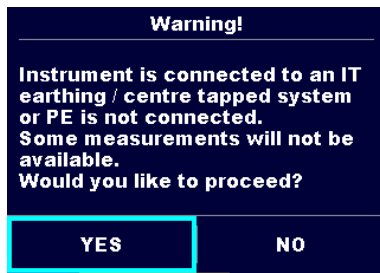 Warning!
Instrument is connected to an IT
earthing / centre tapped system
or PE is not connected.
Some measurements will not be
available.
Would you like to proceed?
YES
NO